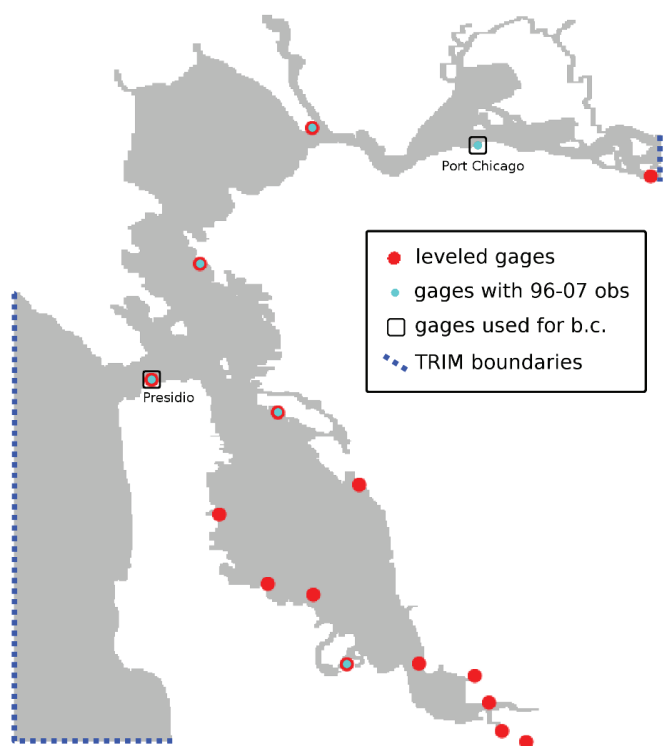 Port Chicago
leveled gages
gages with 96-07 obs
gages used for b.c.
TRIM boundaries
Presidio